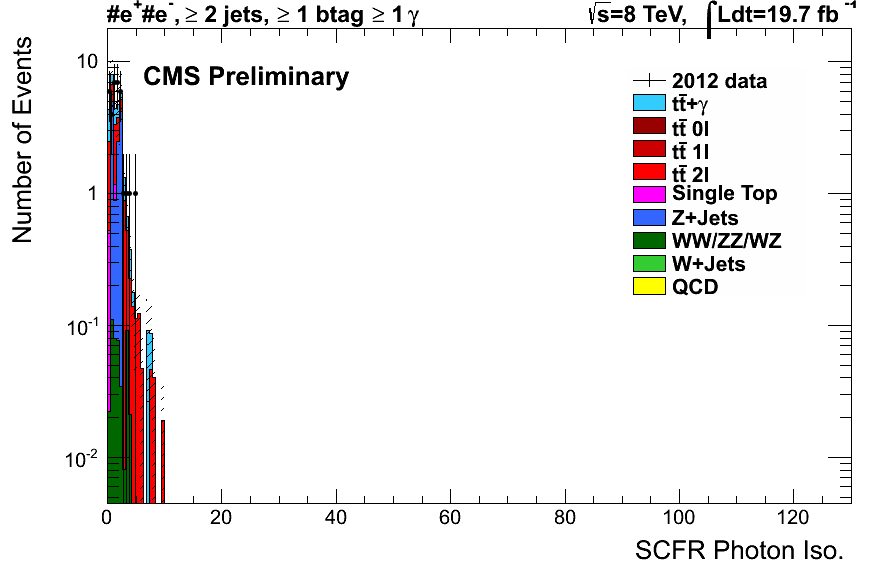 #e⁺#e⁻, ≥ 2 jets, ≥ 1 btag ≥ 1 γ
√s=8 TeV, ∫Ldt=19.7 fb⁻¹
CMS Preliminary
2012 data
tt̄+γ
tt̄ 0l
tt̄ 1l
tt̄ 2l
Single Top
Z+Jets
WW/ZZ/WZ
W+Jets
QCD
Number of Events
10
1
10⁻¹
10⁻²
0 20 40 60 80 100 120
SCFR Photon Iso.